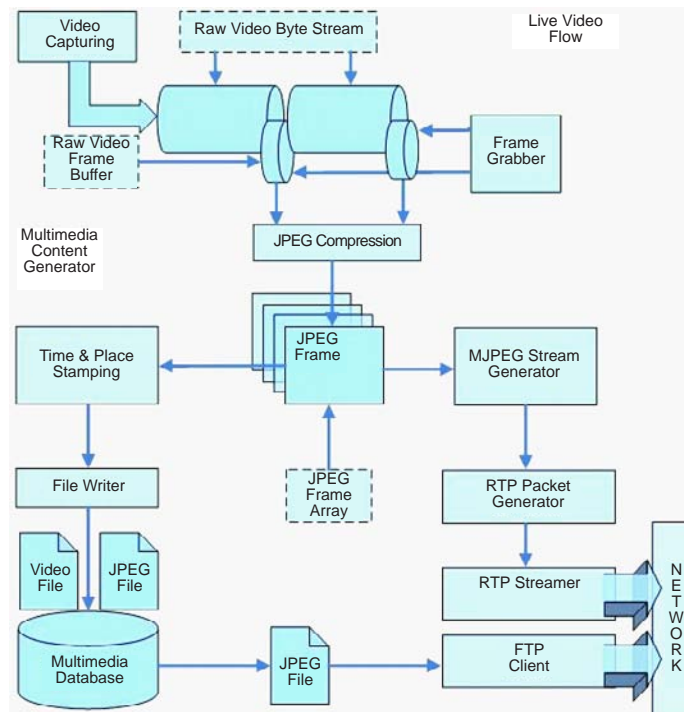 Video
Capturing
Raw Video Byte Stream
Live Video
Flow
Raw Video
Frame
Buffer
Frame
Grabber
JPEG Compression
Multimedia
Content
Generator
Time & Place
Stamping
JPEG
Frame
MJPEG Stream
Generator
File Writer
JPEG
Frame
Array
RTP Packet
Generator
Video
File
JPEG
File
RTP Streamer
NETWORK
Multimedia
Database
JPEG
File
FTP
Client